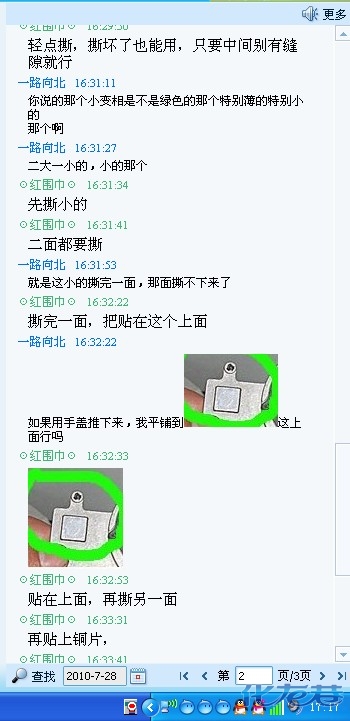 更多
⊙红围巾⊙ 16:29:50
轻点撕，撕坏了也能用，只要中间别有缝
隙就行
一路向北 16:31:11
你说的那个小变相是不是绿色的那个特别薄的特别小
的
那个啊
一路向北 16:31:27
二大一小的，小的那个
⊙红围巾⊙ 16:31:34
先撕小的
⊙红围巾⊙ 16:31:41
二面都要撕
一路向北 16:31:53
就是这小的撕完一面，那面撕不下来了
⊙红围巾⊙ 16:32:22
撕完一面，把贴在这个上面
一路向北 16:32:22
如果用手盖推下来，我平铺到这上
面行吗
⊙红围巾⊙ 16:32:33
⊙红围巾⊙ 16:32:53
贴在上面，再撕另一面
⊙红围巾⊙ 16:33:31
再贴上铜片，
⊙红围巾⊙ 16:33:41
查找 2010-7-28 第 2 页/3页
化龙巷
17:17